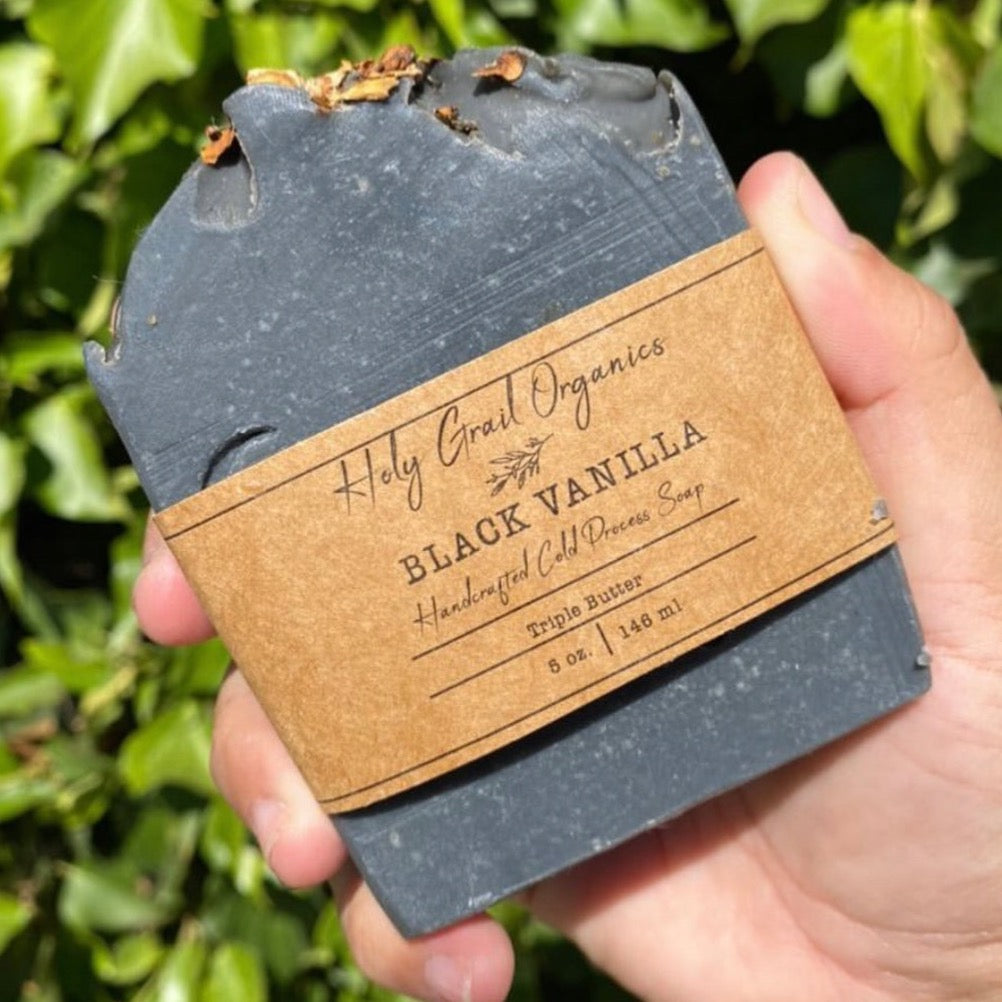 Holy Grail Organics
BLACK VANILLA
Handcrafted Cold Process Soap
Triple Butter
5 oz. | 146 ml